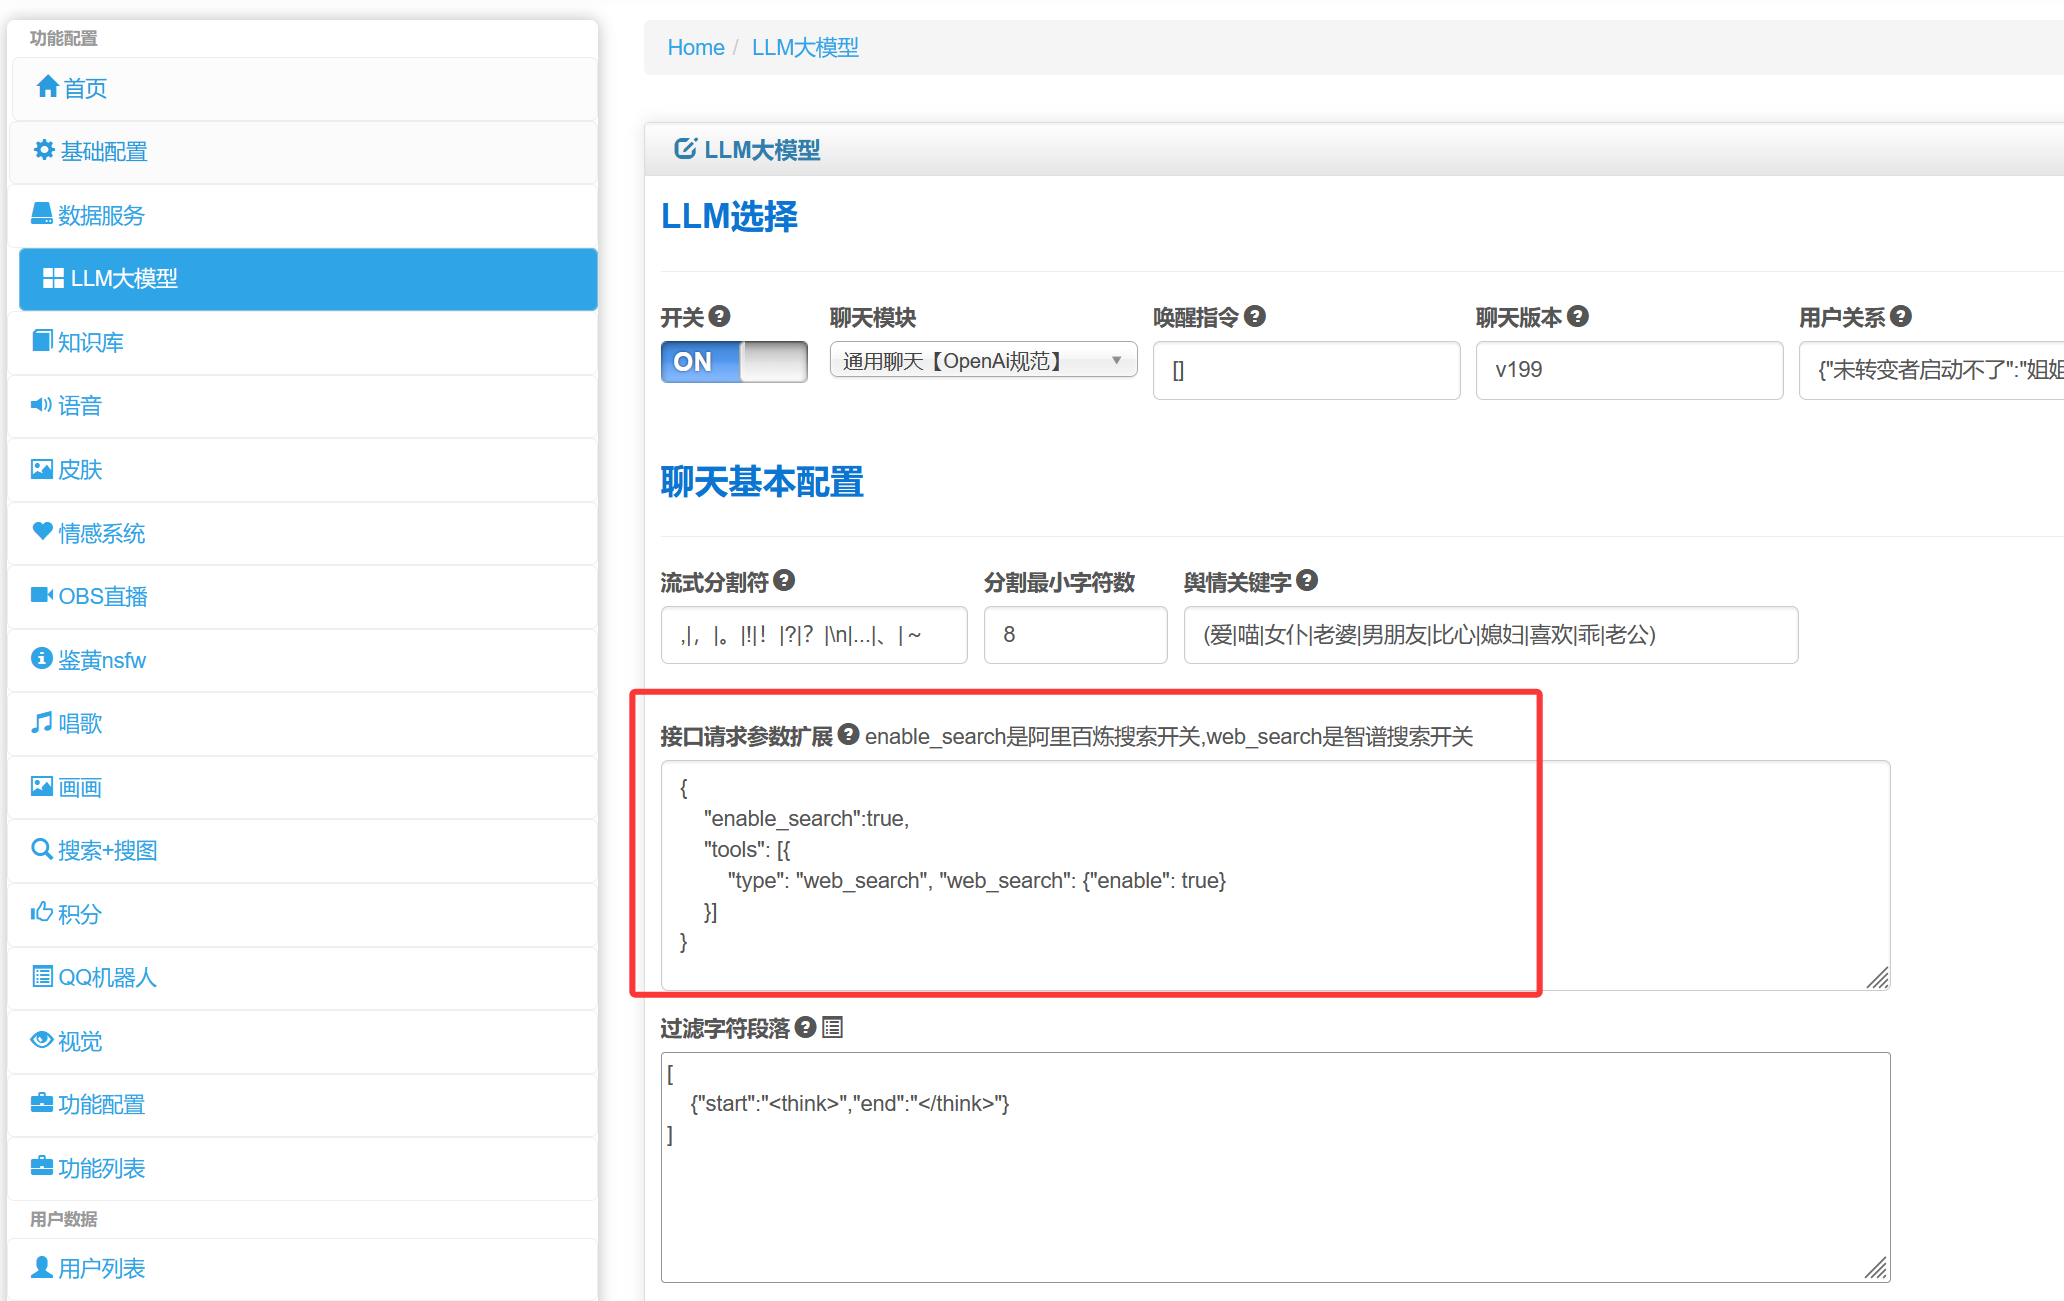 功能配置
首页
基础配置
数据服务
LLM大模型
知识库
语音
皮肤
情感系统
OBS直播
鉴黄nsfw
唱歌
画画
搜索+搜图
积分
QQ机器人
视觉
功能配置
功能列表
用户数据
用户列表
Home / LLM大模型
LLM大模型
LLM选择
开关 聊天模块 唤醒指令 聊天版本 用户关系
ON 通用聊天【OpenAi规范】 [] v199 {"未转变者启动不了":"姐姐
聊天基本配置
流式分割符 分割最小字符数 舆情关键字
,|，|。|!|！|?|？|\n|...|、|～ 8 (爱|喵|女仆|老婆|男朋友|比心|媳妇|喜欢|乖|老公)
接口请求参数扩展 enable_search是阿里百炼搜索开关,web_search是智谱搜索开关
{
"enable_search":true,
"tools": [{
"type": "web_search", "web_search": {"enable": true}
}]
}
过滤字符段落
[
{"start":"<think>","end":"</think>"}
]